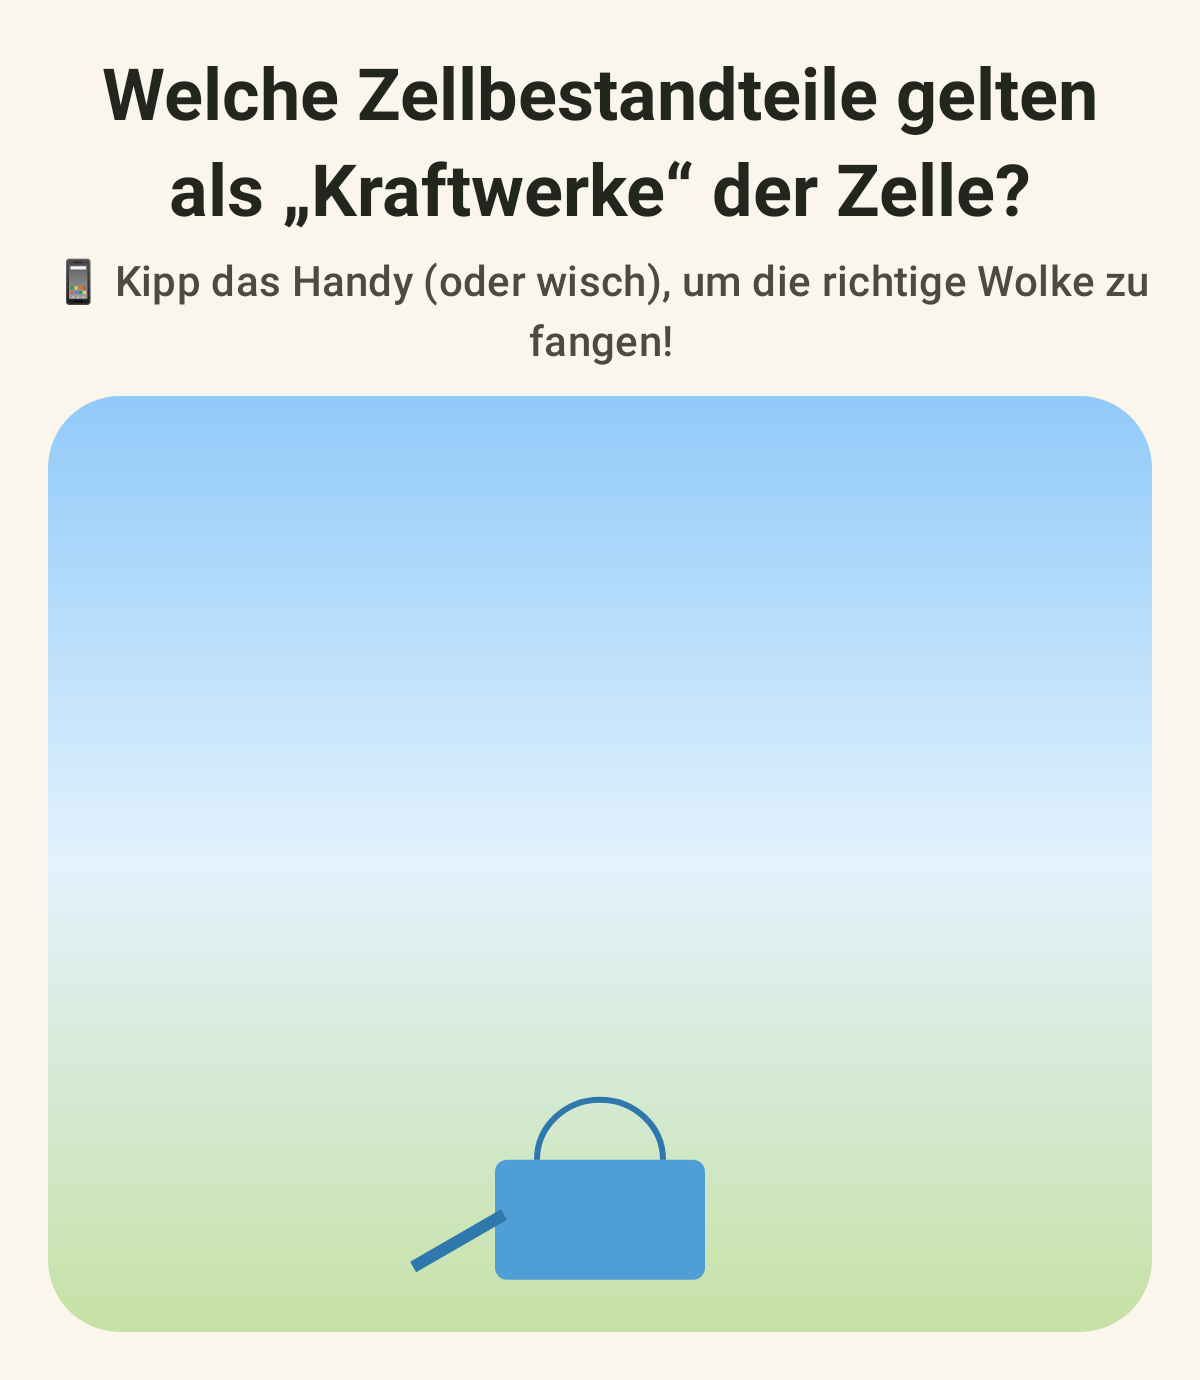 Welche Zellbestandteile gelten
als „Kraftwerke“ der Zelle?
📱 Kipp das Handy (oder wisch), um die richtige Wolke zu
fangen!